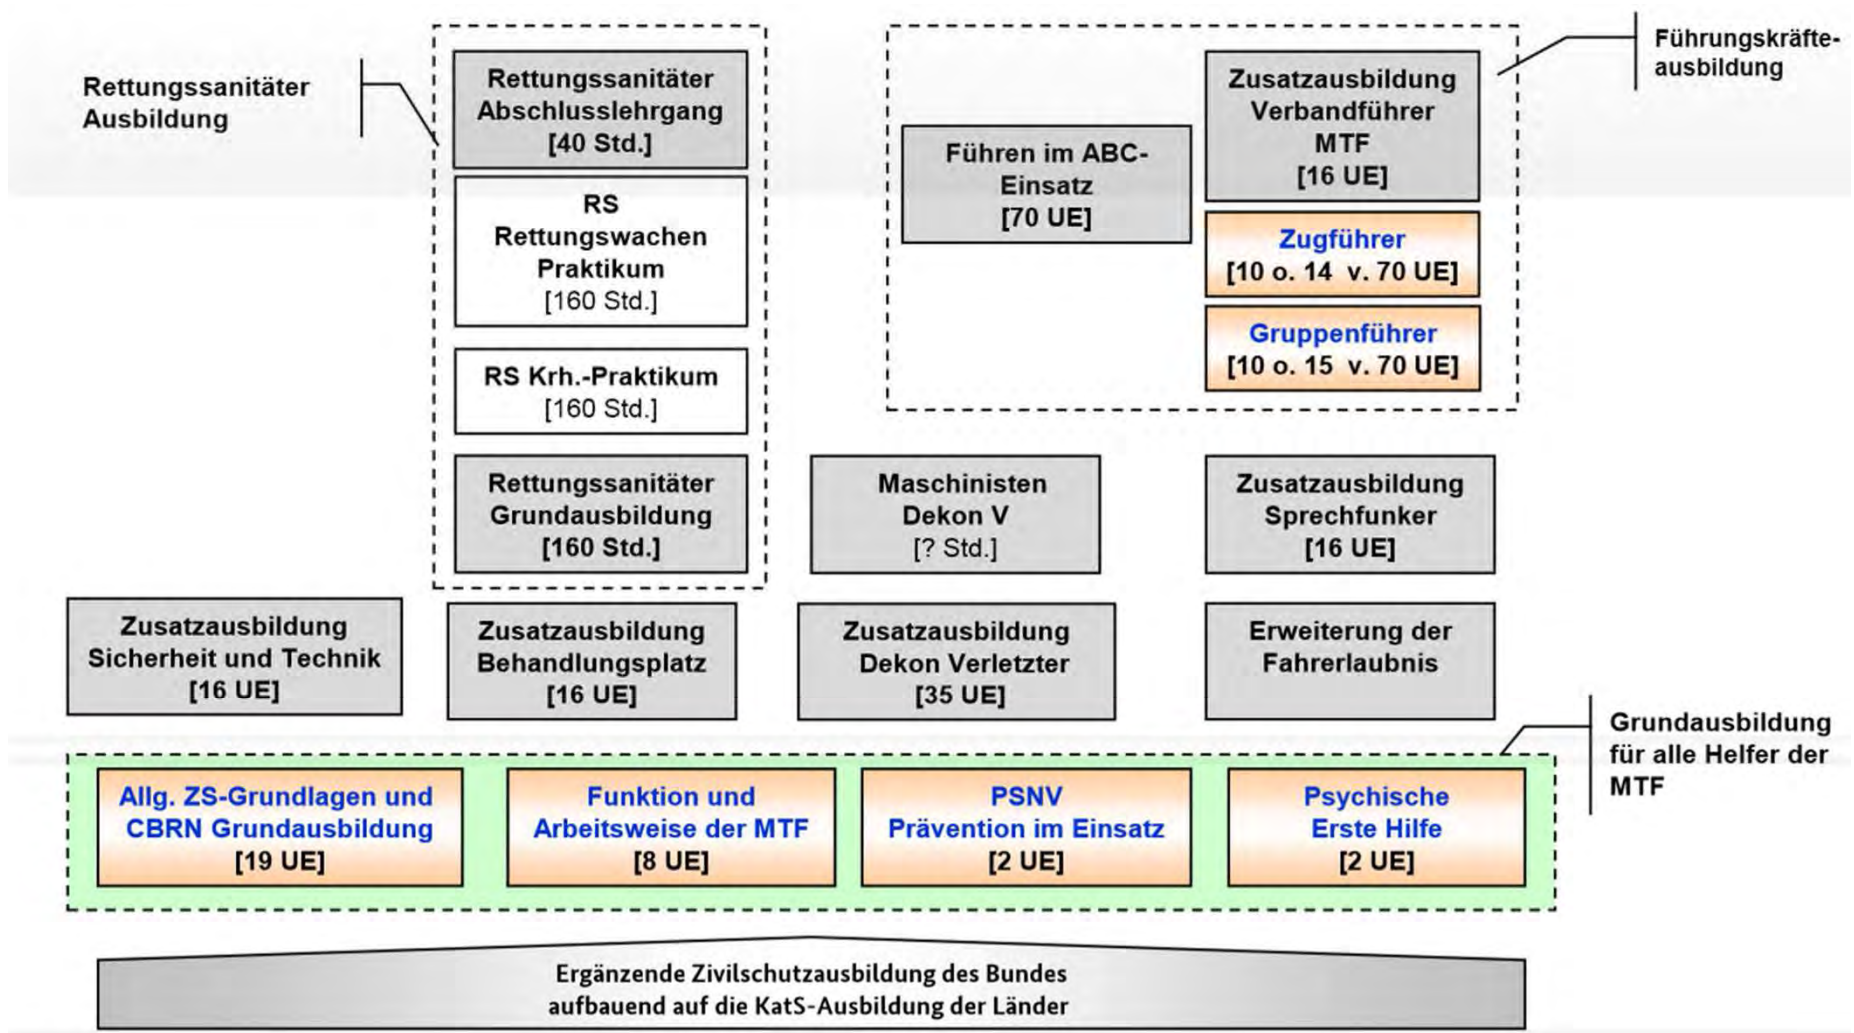 Rettungssanitäter
Ausbildung
Rettungssanitäter
Abschlusslehrgang
[40 Std.]
RS
Rettungswachen
Praktikum
[160 Std.]
RS Krh.-Praktikum
[160 Std.]
Rettungssanitäter
Grundausbildung
[160 Std.]
Führungskräfte-
ausbildung
Führen im ABC-
Einsatz
[70 UE]
Zusatzausbildung
Verbandführer
MTF
[16 UE]
Zugführer
[10 o. 14 v. 70 UE]
Gruppenführer
[10 o. 15 v. 70 UE]
Maschinisten
Dekon V
[? Std.]
Zusatzausbildung
Sprechfunker
[16 UE]
Zusatzausbildung
Sicherheit und Technik
[16 UE]
Zusatzausbildung
Behandlungsplatz
[16 UE]
Zusatzausbildung
Dekon Verletzter
[35 UE]
Erweiterung der
Fahrerlaubnis
Grundausbildung
für alle Helfer der
MTF
Allg. ZS-Grundlagen und
CBRN Grundausbildung
[19 UE]
Funktion und
Arbeitsweise der MTF
[8 UE]
PSNV
Prävention im Einsatz
[2 UE]
Psychische
Erste Hilfe
[2 UE]
Ergänzende Zivilschutzausbildung des Bundes
aufbauend auf die KatS-Ausbildung der Länder